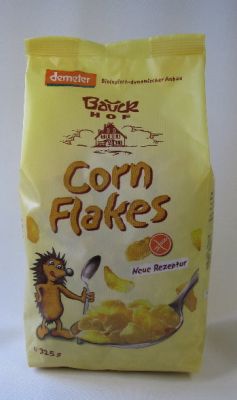 demeter
Biologisch-dynamischer Anbau
Bauck
HOF
Corn
Flakes
Neue Rezeptur
e 325 g